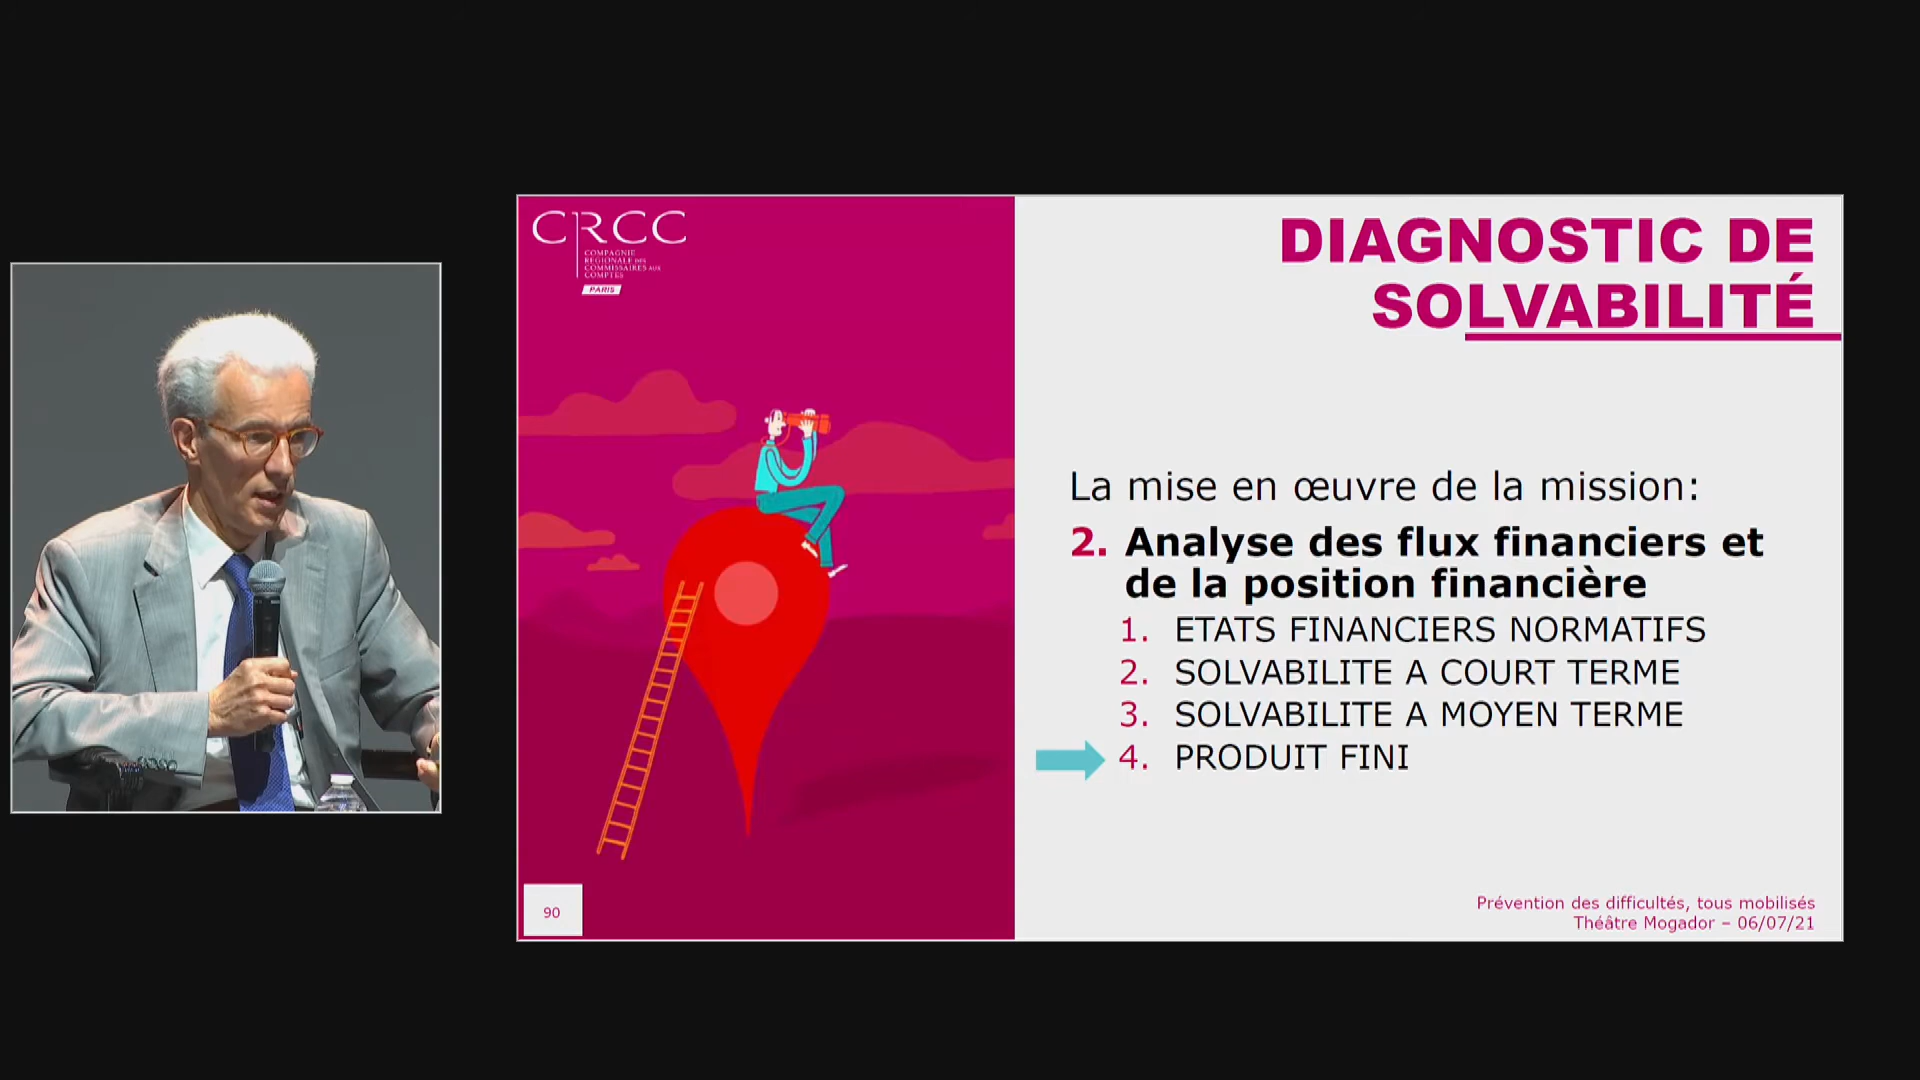 CRCC
COMPAGNIE
RÉGIONALE DES
COMMISSAIRES AUX
COMPTES
PARIS
DIAGNOSTIC DE
SOLVABILITÉ
La mise en œuvre de la mission:
2. Analyse des flux financiers et
de la position financière
1. ETATS FINANCIERS NORMATIFS
2. SOLVABILITE A COURT TERME
3. SOLVABILITE A MOYEN TERME
4. PRODUIT FINI
90
Prévention des difficultés, tous mobilisés
Théâtre Mogador – 06/07/21